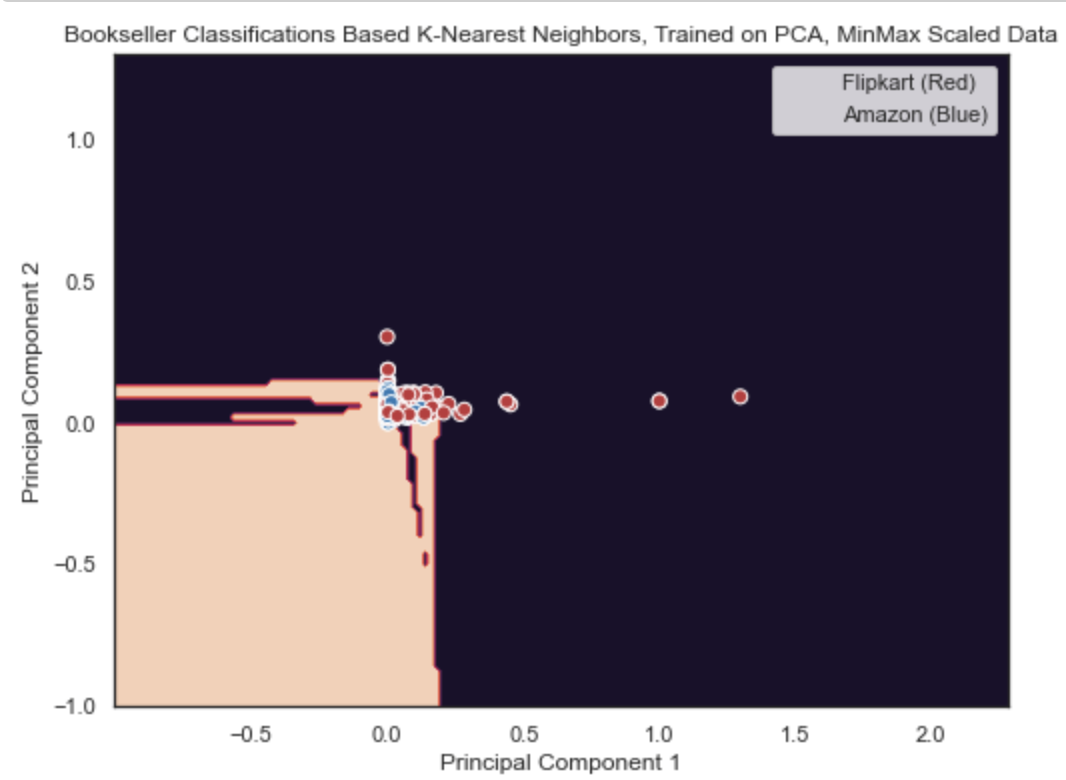 Bookseller Classifications Based K-Nearest Neighbors, Trained on PCA, MinMax Scaled Data
Flipkart (Red)
Amazon (Blue)
1.0
0.5
0.0
−0.5
−1.0
Principal Component 2
−0.5 0.0 0.5 1.0 1.5 2.0
Principal Component 1